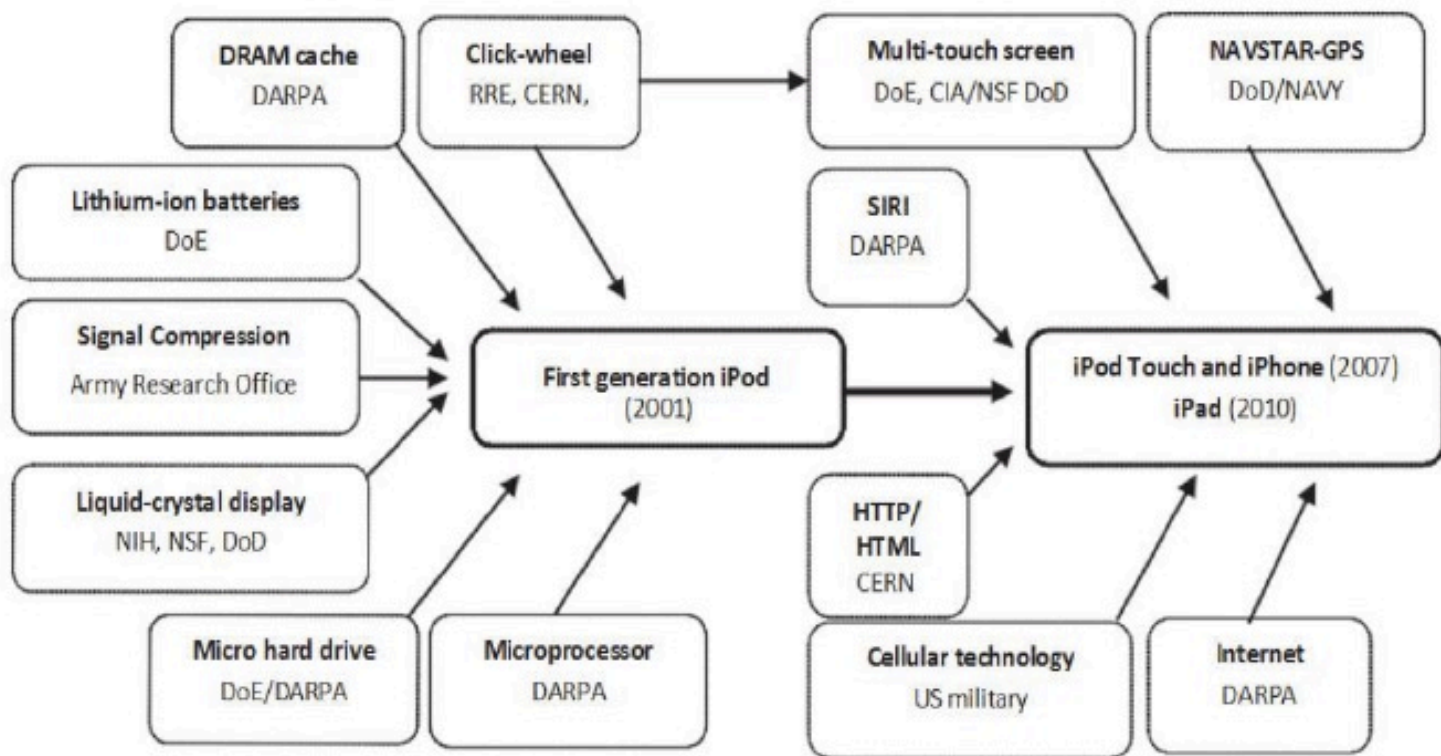 DRAM cache
DARPA
Click-wheel
RRE, CERN,
Multi-touch screen
DoE, CIA/NSF DoD
NAVSTAR-GPS
DoD/NAVY
Lithium-ion batteries
DoE
SIRI
DARPA
Signal Compression
Army Research Office
First generation iPod
(2001)
iPod Touch and iPhone (2007)
iPad (2010)
Liquid-crystal display
NIH, NSF, DoD
HTTP/
HTML
CERN
Micro hard drive
DoE/DARPA
Microprocessor
DARPA
Cellular technology
US military
Internet
DARPA